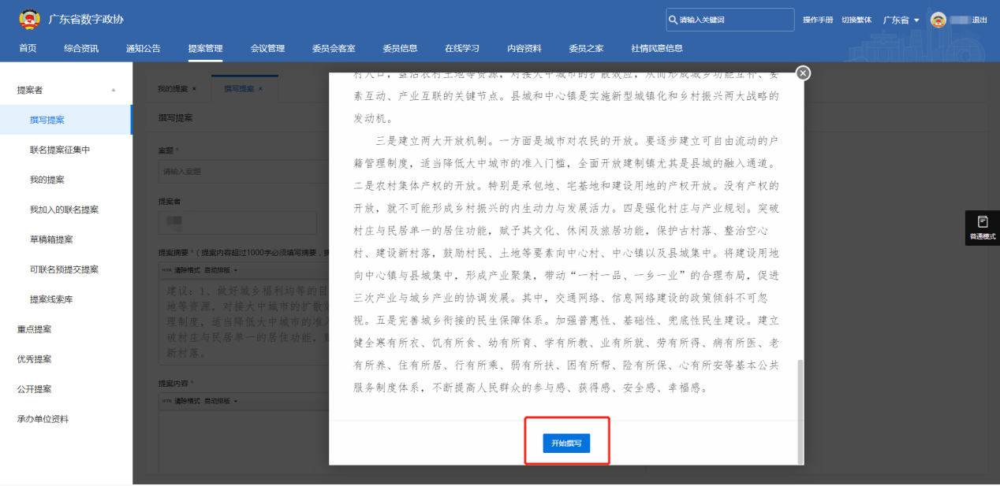 广东省数字政协
请输入关键词
操作手册 切换繁体 广东省 退出
首页 综合资讯 通知公告 提案管理 会议管理 委员会客室 委员信息 在线学习 内容资料 委员之家 社情民意信息
提案者
撰写提案
联名提案征集中
我的提案
我加入的联名提案
草稿箱提案
可联名预提交提案
提案线索库
重点提案
优秀提案
公开提案
承办单位资料
我的提案 × 撰写提案 ×
撰写提案
案题 *
请输入案题
提案者
提案摘要 * ( 提案内容超过1000字必须填写摘要，
HTML 清除格式 自动排版
建议：1、做好城乡福利均等的目
地等资源，对接大中城市的扩散
理制度，适当降低大中城市的准
破村庄与民居单一的居住功能，
新村落。
提案内容 *
HTML 清除格式 自动排版
村人口，盘活农村土地等资源，对接大中城市的扩散效应，从而形成城乡功能互补、要
素互动、产业互联的关键节点。县城和中心镇是实施新型城镇化和乡村振兴两大战略的
发动机。
三是建立两大开放机制。一方面是城市对农民的开放。要逐步建立可自由流动的户
籍管理制度，适当降低大中城市的准入门槛，全面开放建制镇尤其是县城的融入通道。
二是农村集体产权的开放。特别是承包地、宅基地和建设用地的产权开放。没有产权的
开放，就不可能形成乡村振兴的内生动力与发展活力。四是强化村庄与产业规划。突破
村庄与民居单一的居住功能，赋予其文化、休闲及旅居功能，保护古村落、整治空心
村、建设新村落，鼓励村民、土地等要素向中心村、中心镇以及县城集中。将建设用地
向中心镇与县城集中，形成产业聚集，带动“一村一品、一乡一业”的合理布局，促进
三次产业与城乡产业的协调发展。其中，交通网络、信息网络建设的政策倾斜不可忽
视。五是完善城乡衔接的民生保障体系。加强普惠性、基础性、兜底性民生建设。建立
健全寒有所衣、饥有所食、幼有所育、学有所教、业有所就、劳有所得、病有所医、老
有所养、住有所居、行有所乘、弱有所扶、困有所帮、险有所保、心有所安等基本公共
服务制度体系，不断提高人民群众的参与感、获得感、安全感、幸福感。
开始撰写
普通模式